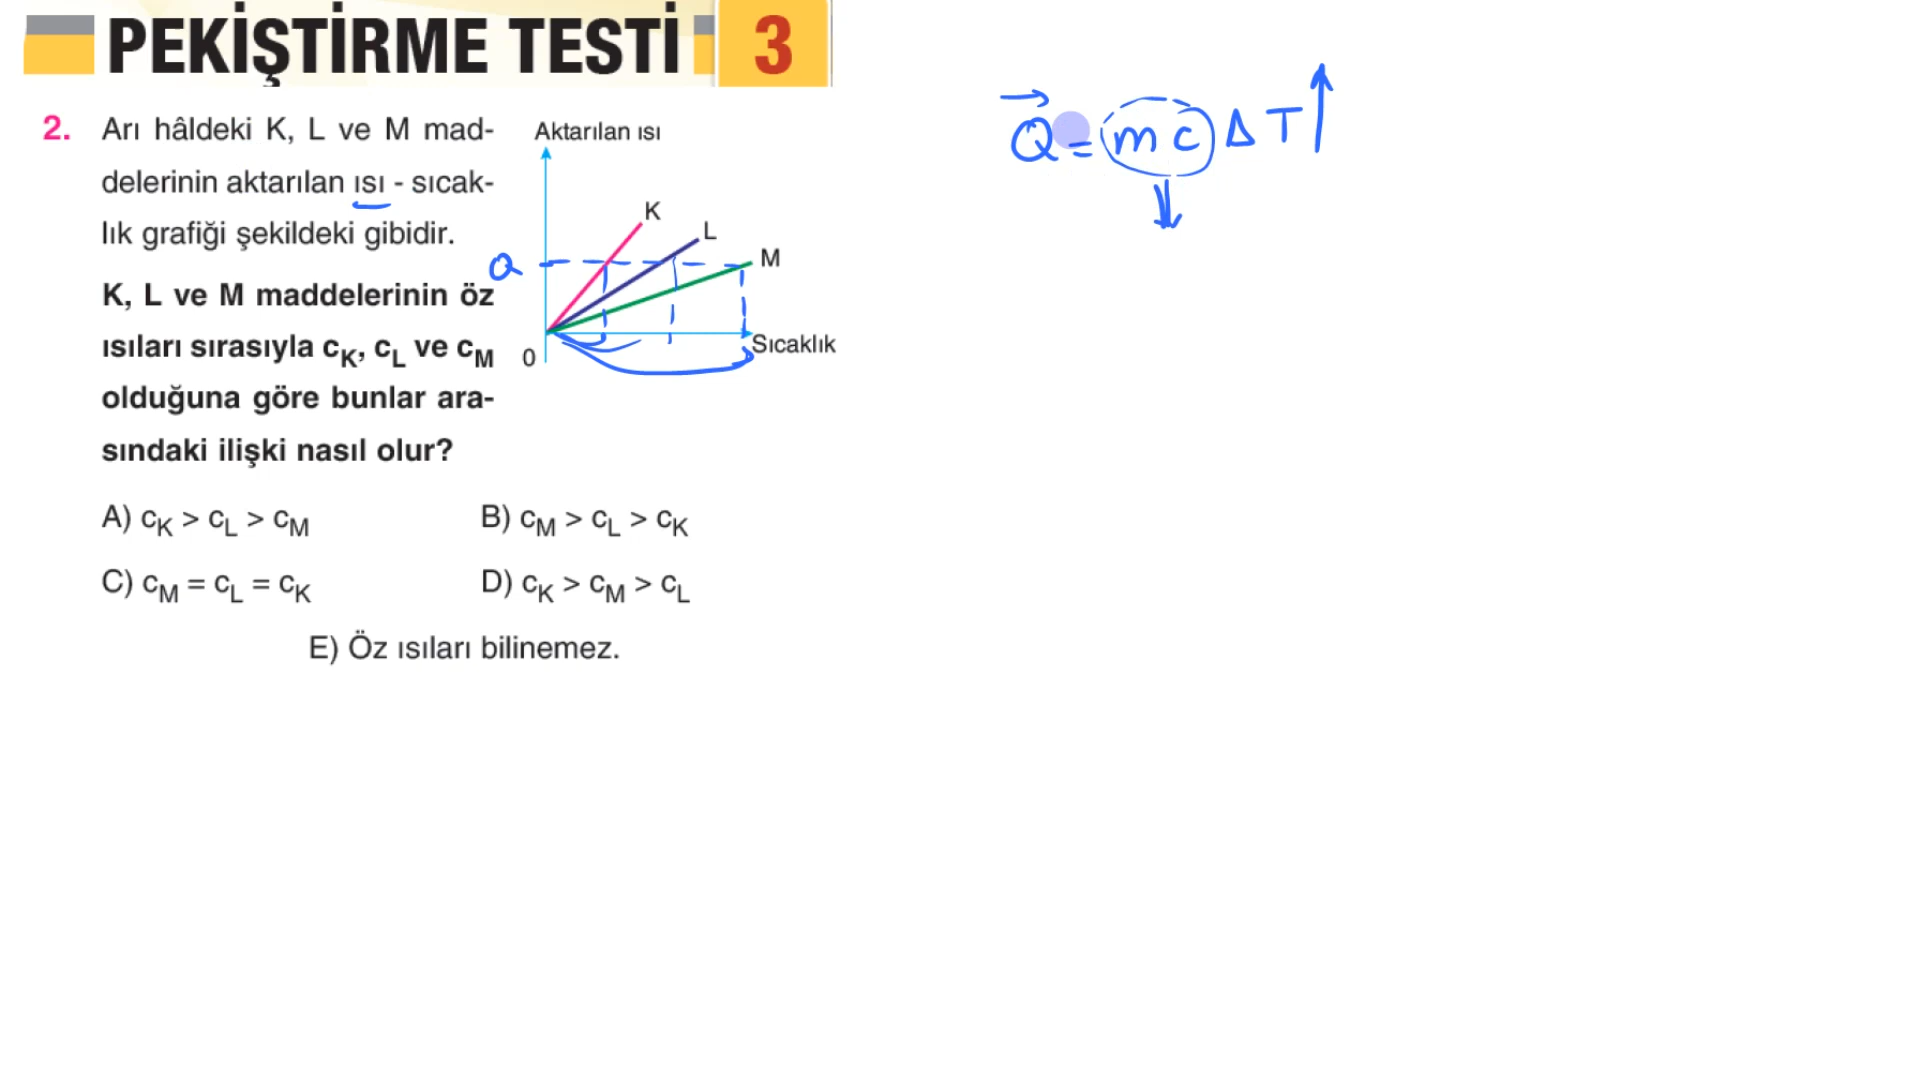 PEKİŞTİRME TESTİ 3
2. Arı hâldeki K, L ve M mad-
delerinin aktarılan ısı - sıcak-
lık grafiği şekildeki gibidir.
K, L ve M maddelerinin öz
ısıları sırasıyla cK, cL ve cM
olduğuna göre bunlar ara-
sındaki ilişki nasıl olur?
Aktarılan ısı
K
L
M
Q
0
Sıcaklık
A) cK > cL > cM
B) cM > cL > cK
C) cM = cL = cK
D) cK > cM > cL
E) Öz ısıları bilinemez.
Q = m c Δ T